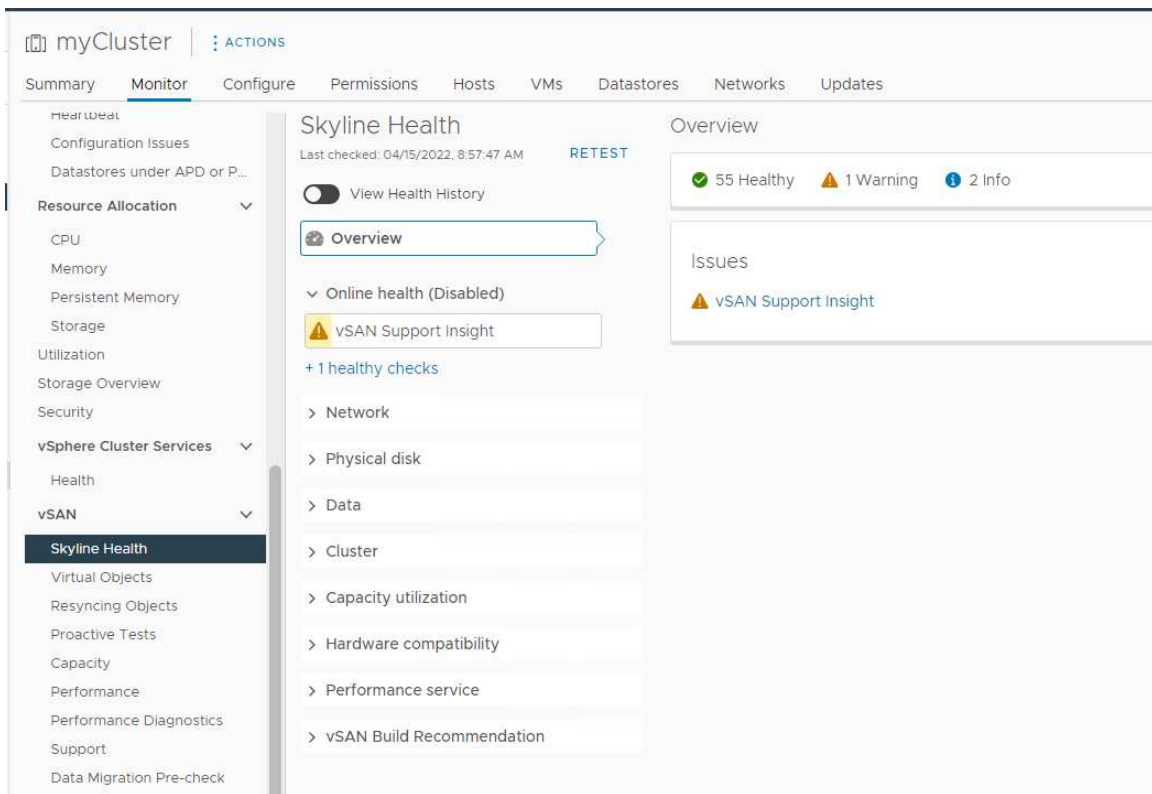 myCluster
ACTIONS
Summary Monitor Configure Permissions Hosts VMs Datastores Networks Updates
Heartbeat
Configuration Issues
Datastores under APD or P...
Resource Allocation
CPU
Memory
Persistent Memory
Storage
Utilization
Storage Overview
Security
vSphere Cluster Services
Health
vSAN
Skyline Health
Virtual Objects
Resyncing Objects
Proactive Tests
Capacity
Performance
Performance Diagnostics
Support
Data Migration Pre-check
Skyline Health
Last checked: 04/15/2022, 8:57:47 AM
RETEST
View Health History
Overview
Online health (Disabled)
vSAN Support Insight
+ 1 healthy checks
Network
Physical disk
Data
Cluster
Capacity utilization
Hardware compatibility
Performance service
vSAN Build Recommendation
Overview
55 Healthy 1 Warning 2 Info
Issues
vSAN Support Insight